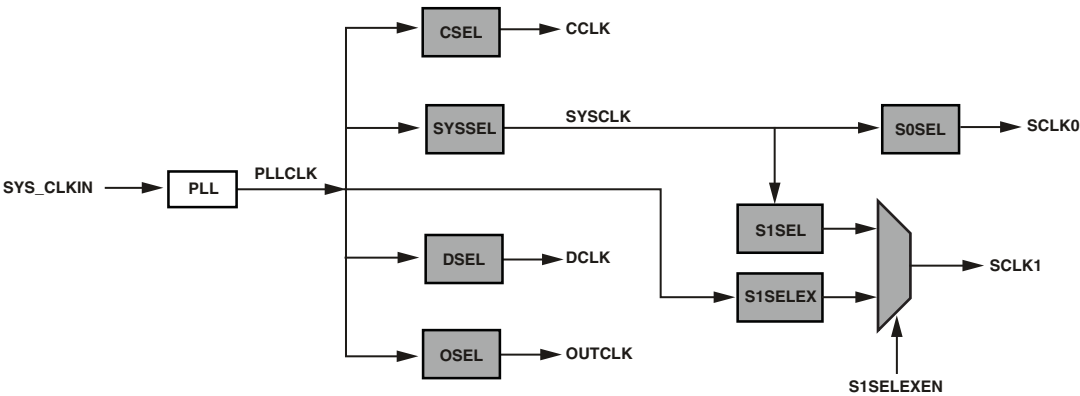 CSEL
CCLK
SYSSEL
SYSCLK
S0SEL
SCLK0
SYS_CLKIN
PLL
PLLCLK
S1SEL
DSEL
DCLK
SCLK1
S1SELEX
OSEL
OUTCLK
S1SELEXEN